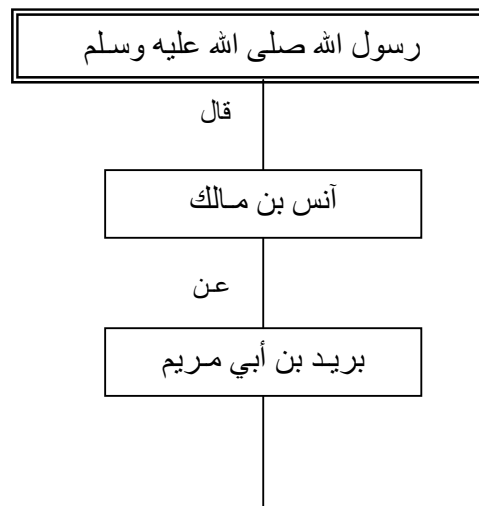 رسول الله صلى الله عليه وسلم
قال
آنس بن مالك
عن
بريد بن أبي مريم